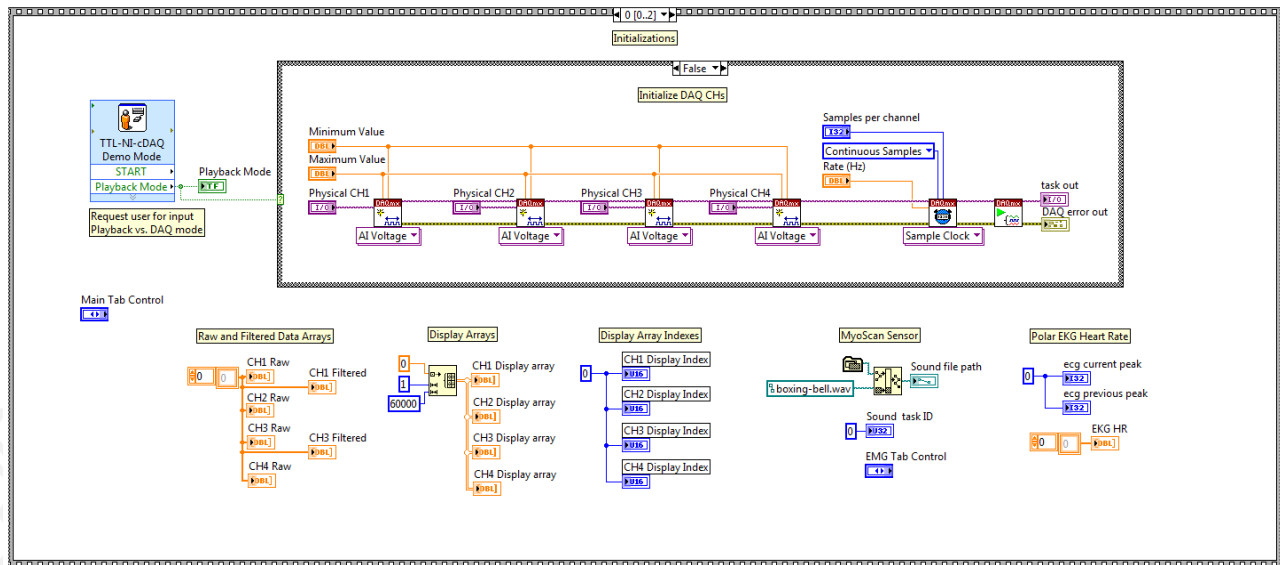 0 [0..2]
Initializations
False
Initialize DAQ CHs
TTL-NI-cDAQ
Demo Mode
START
Playback Mode
Playback Mode
TF
Request user for input
Playback vs. DAQ mode
?
Minimum Value
DBL
Maximum Value
DBL
Physical CH1
I/O
DAQmx
AI Voltage
Physical CH2
I/O
DAQmx
AI Voltage
Physical CH3
I/O
DAQmx
AI Voltage
Physical CH4
I/O
DAQmx
AI Voltage
Samples per channel
I32
Continuous Samples
Rate (Hz)
DBL
DAQmx
Sample Clock
DAQmx
task out
I/O
DAQ error out
Main Tab Control
Raw and Filtered Data Arrays
0
0
CH1 Raw
DBL]
CH1 Filtered
DBL]
CH2 Raw
DBL]
CH3 Raw
DBL]
CH3 Filtered
DBL]
CH4 Raw
DBL]
Display Arrays
0
1
60000
CH1 Display array
DBL]
CH2 Display array
DBL]
CH3 Display array
DBL]
CH4 Display array
DBL]
Display Array Indexes
0
CH1 Display Index
U16
CH2 Display Index
U16
CH3 Display Index
U16
CH4 Display Index
U16
MyoScan Sensor
boxing-bell.wav
Sound file path
Sound task ID
0
U32
EMG Tab Control
Polar EKG Heart Rate
ecg current peak
0
I32
ecg previous peak
I32
EKG HR
0
0
DBL]